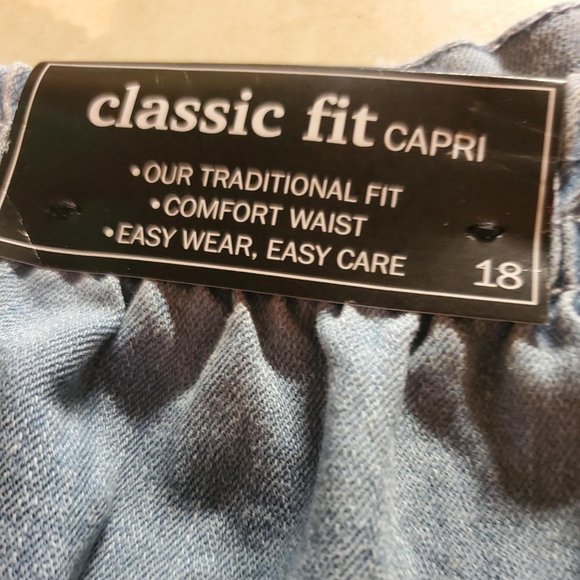 classic fit CAPRI
•OUR TRADITIONAL FIT
•COMFORT WAIST
•EASY WEAR, EASY CARE
18